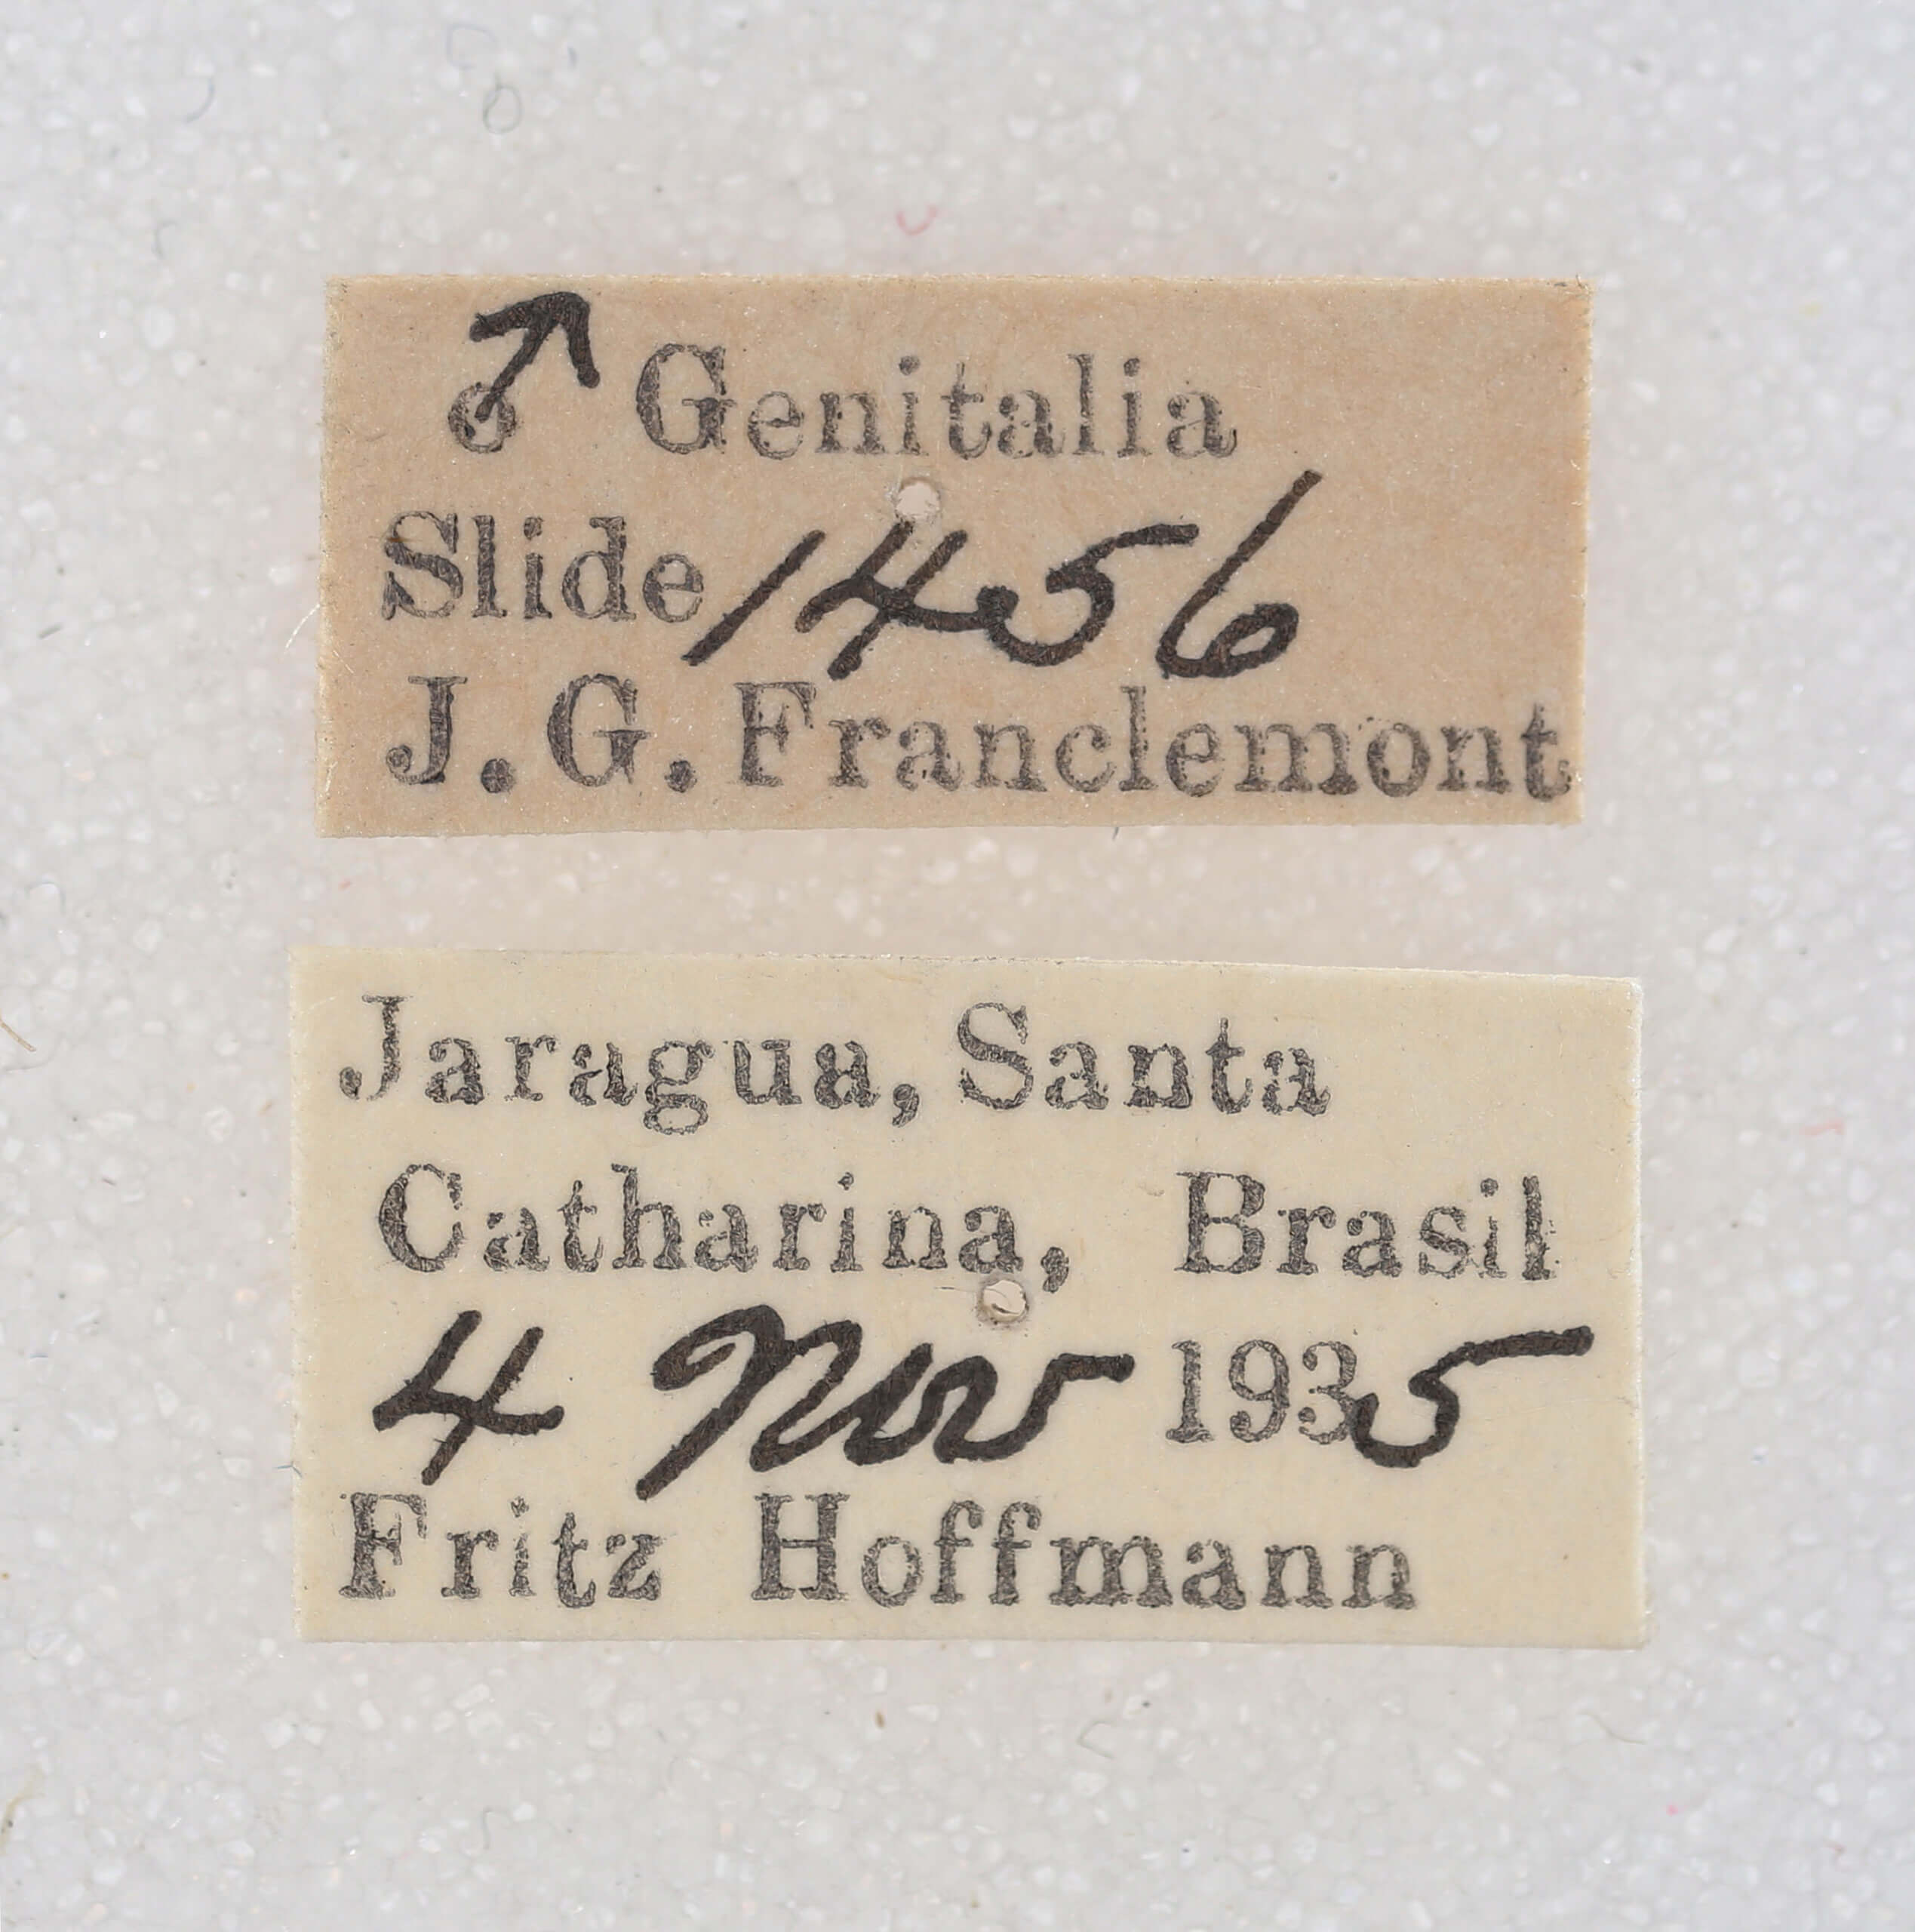 ♂ Genitalia
Slide 1456
J. G. Franclemont
Jaragua, Santa
Catharina, Brasil
4 Nov 1935
Fritz Hoffmann